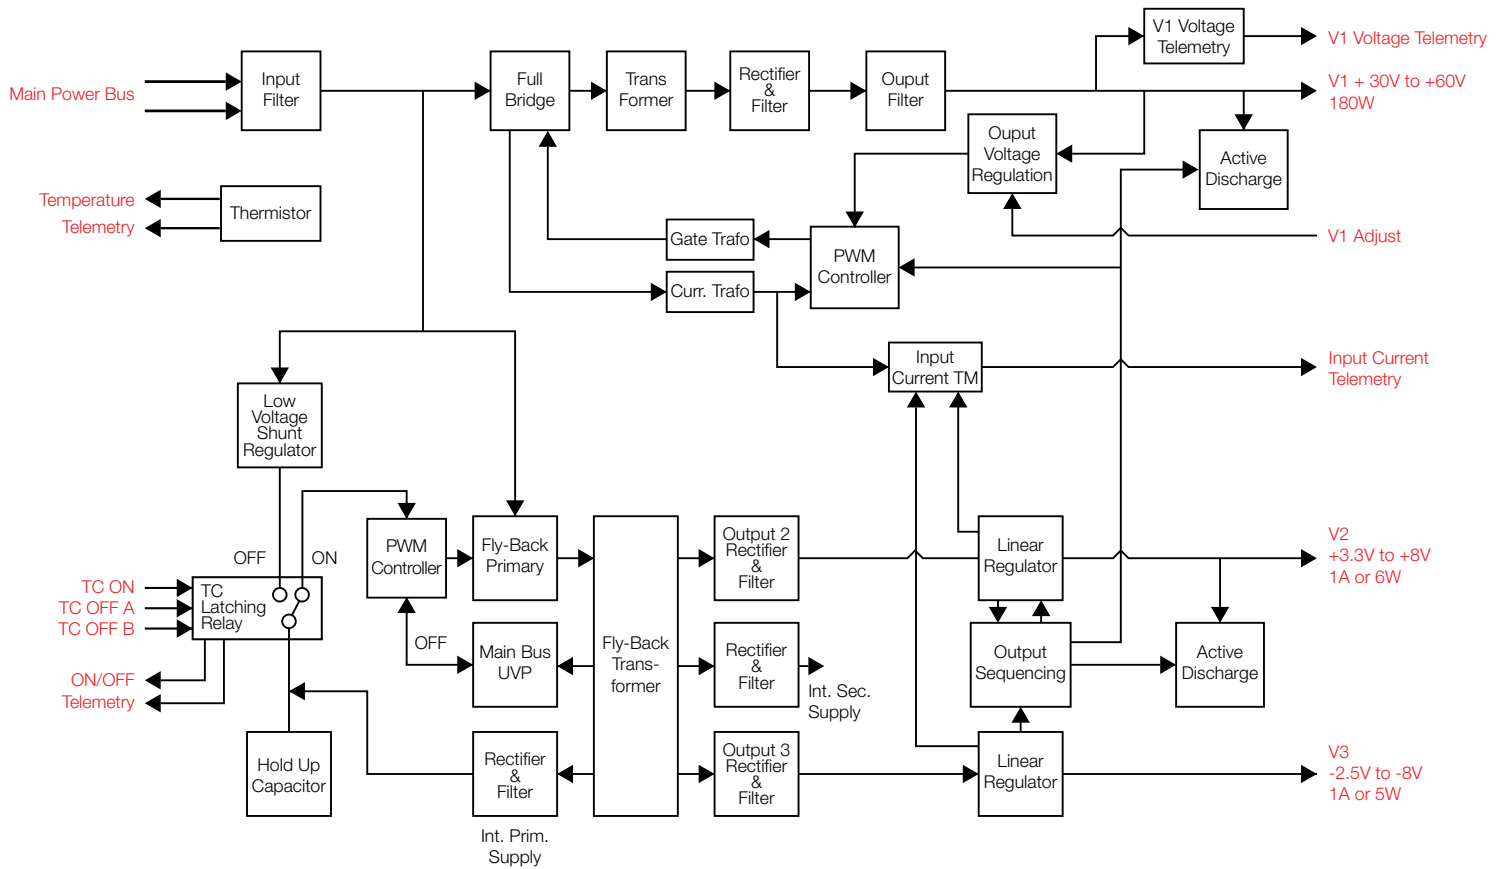 V1 Voltage
Telemetry
V1 Voltage Telemetry
Main Power Bus
Input
Filter
Full
Bridge
Trans
Former
Rectifier
&
Filter
Ouput
Filter
V1 + 30V to +60V
180W
Ouput
Voltage
Regulation
Active
Discharge
Temperature
Telemetry
Thermistor
Gate Trafo
Curr. Trafo
PWM
Controller
V1 Adjust
Input
Current TM
Input Current
Telemetry
Low
Voltage
Shunt
Regulator
OFF
ON
PWM
Controller
Fly-Back
Primary
Output 2
Rectifier
&
Filter
Linear
Regulator
V2
+3.3V to +8V
1A or 6W
TC ON
TC OFF A
TC OFF B
TC
Latching
Relay
OFF
Main Bus
UVP
Fly-Back
Trans-
former
Rectifier
&
Filter
Int. Sec.
Supply
Output
Sequencing
Active
Discharge
ON/OFF
Telemetry
Hold Up
Capacitor
Rectifier
&
Filter
Int. Prim.
Supply
Output 3
Rectifier
&
Filter
Linear
Regulator
V3
-2.5V to -8V
1A or 5W